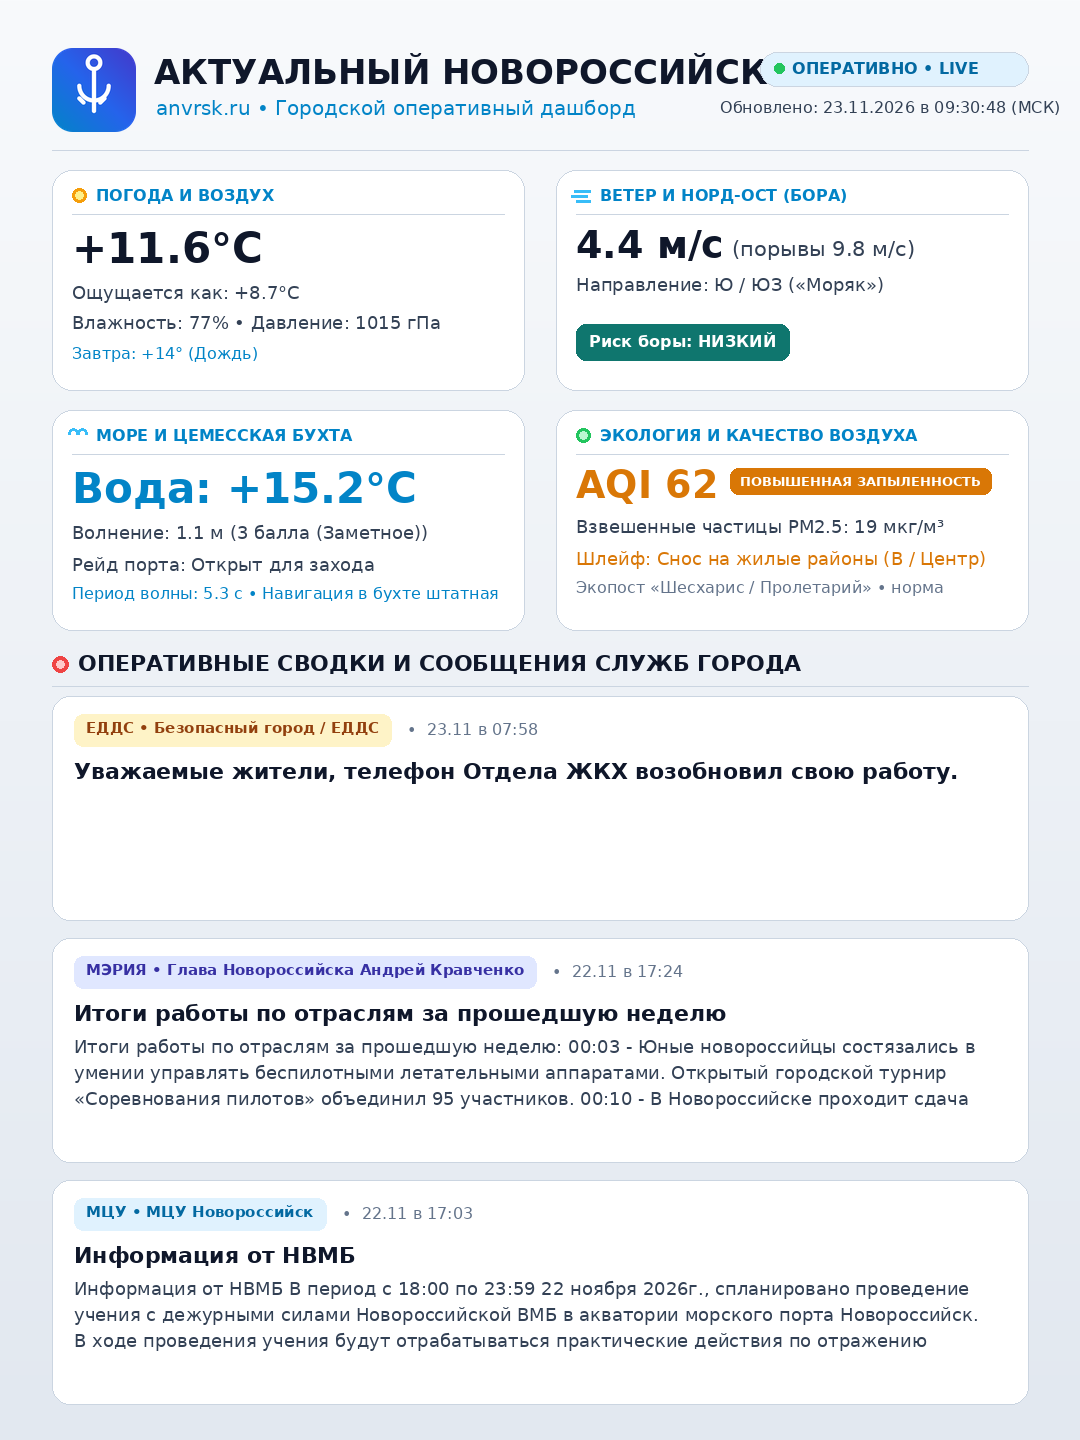 АКТУАЛЬНЫЙ НОВОРОССИЙСК
ОПЕРАТИВНО • LIVE
anvrsk.ru • Городской оперативный дашборд
Обновлено: 23.11.2026 в 09:30:48 (МСК)
ПОГОДА И ВОЗДУХ
+11.6°C
Ощущается как: +8.7°C
Влажность: 77% • Давление: 1015 гПа
Завтра: +14° (Дождь)
ВЕТЕР И НОРД-ОСТ (БОРА)
4.4 м/с (порывы 9.8 м/с)
Направление: Ю / ЮЗ («Моряк»)
Риск боры: НИЗКИЙ
МОРЕ И ЦЕМЕССКАЯ БУХТА
Вода: +15.2°C
Волнение: 1.1 м (3 балла (Заметное))
Рейд порта: Открыт для захода
Период волны: 5.3 с • Навигация в бухте штатная
ЭКОЛОГИЯ И КАЧЕСТВО ВОЗДУХА
AQI 62 ПОВЫШЕННАЯ ЗАПЫЛЕННОСТЬ
Взвешенные частицы PM2.5: 19 мкг/м³
Шлейф: Снос на жилые районы (В / Центр)
Экопост «Шесхарис / Пролетарий» • норма
ОПЕРАТИВНЫЕ СВОДКИ И СООБЩЕНИЯ СЛУЖБ ГОРОДА
ЕДДС • Безопасный город / ЕДДС • 23.11 в 07:58
Уважаемые жители, телефон Отдела ЖКХ возобновил свою работу.
МЭРИЯ • Глава Новороссийска Андрей Кравченко • 22.11 в 17:24
Итоги работы по отраслям за прошедшую неделю
Итоги работы по отраслям за прошедшую неделю: 00:03 - Юные новороссийцы состязались в
умении управлять беспилотными летательными аппаратами. Открытый городской турнир
«Соревнования пилотов» объединил 95 участников. 00:10 - В Новороссийске проходит сдача
МЦУ • МЦУ Новороссийск • 22.11 в 17:03
Информация от НВМБ
Информация от НВМБ В период с 18:00 по 23:59 22 ноября 2026г., спланировано проведение
учения с дежурными силами Новороссийской ВМБ в акватории морского порта Новороссийск.
В ходе проведения учения будут отрабатываться практические действия по отражению